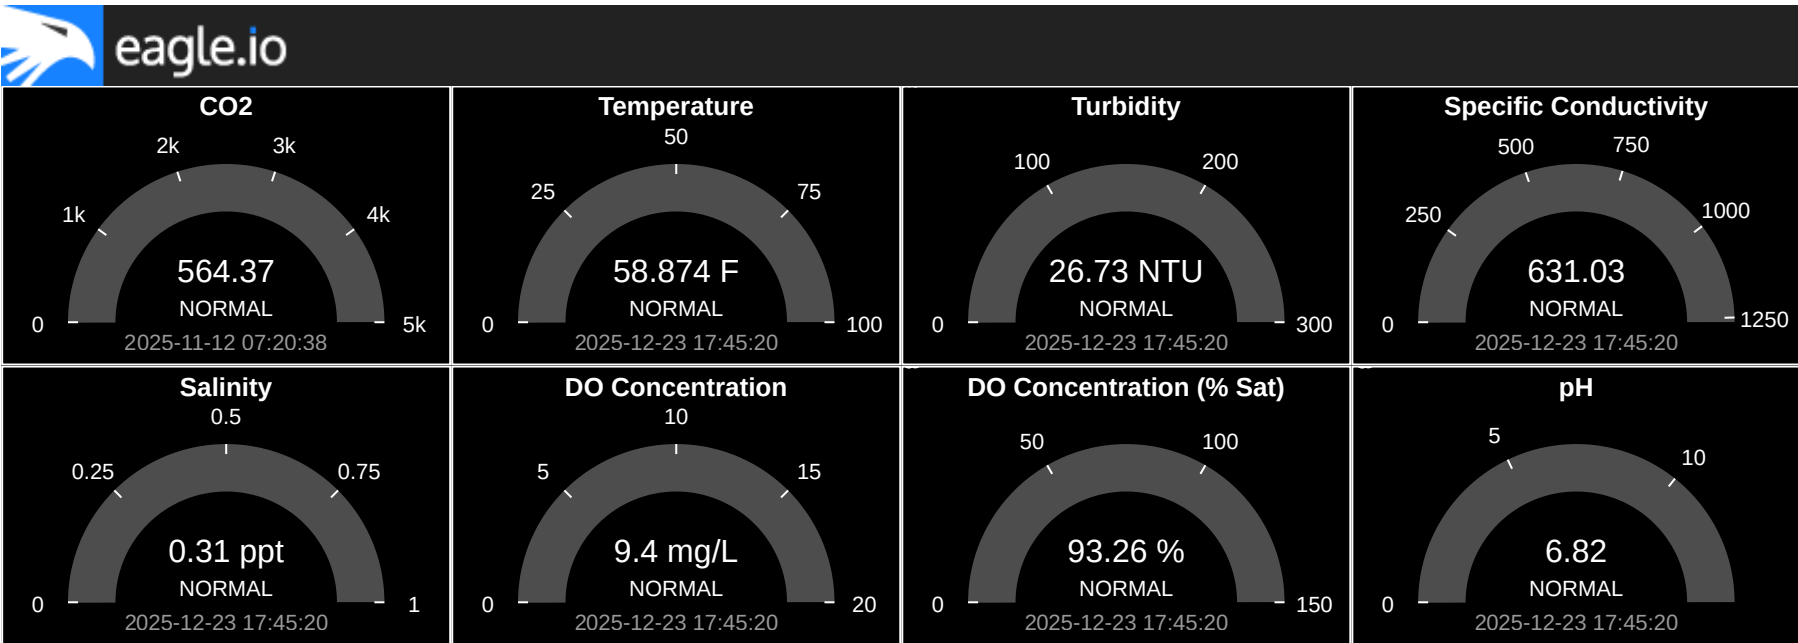 eagle.io
CO2
2k
3k
1k
4k
564.37
NORMAL
0
5k
2025-11-12 07:20:38
Temperature
50
25
75
58.874 F
NORMAL
0
100
2025-12-23 17:45:20
Turbidity
100
200
26.73 NTU
NORMAL
0
300
2025-12-23 17:45:20
Specific Conductivity
500
750
250
1000
631.03
NORMAL
0
1250
2025-12-23 17:45:20
Salinity
0.5
0.25
0.75
0.31 ppt
NORMAL
0
1
2025-12-23 17:45:20
DO Concentration
10
5
15
9.4 mg/L
NORMAL
0
20
2025-12-23 17:45:20
DO Concentration (% Sat)
50
100
93.26 %
NORMAL
0
150
2025-12-23 17:45:20
pH
5
10
6.82
NORMAL
0
2025-12-23 17:45:20